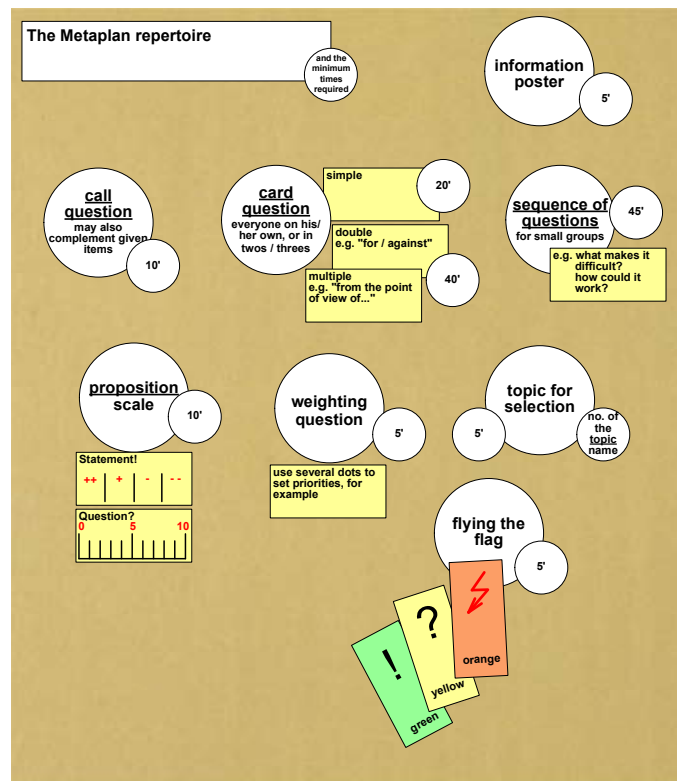 The Metaplan repertoire
and the
minimum
times
required
information
poster
5'
call
question
may also
complement given
items
10'
card
question
everyone on his/
her own, or in
twos / threes
simple
20'
double
e.g. "for / against"
multiple
e.g. "from the point
of view of..."
40'
sequence of
questions
for small groups
45'
e.g. what makes it
difficult?
how could it
work?
proposition
scale
10'
Statement!
++ + - --
Question?
0 5 10
weighting
question
5'
use several dots to
set priorities, for
example
topic for
selection
5'
no. of
the
topic
name
flying the
flag
5'
!
green
?
yellow
orange